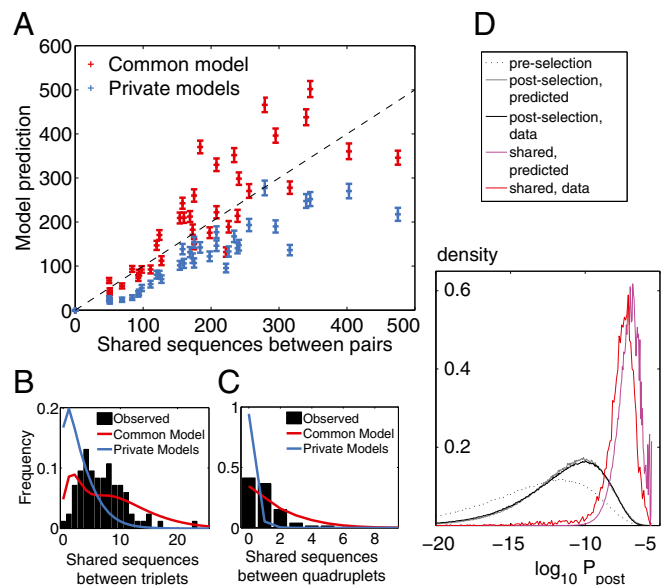 A
600
500
400
300
200
100
0
Model prediction
Common model
Private models
0 100 200 300 400 500
Shared sequences between pairs
B
0.2
0.1
0
Frequency
Observed
Common Model
Private Models
0 10 20
Shared sequences
between triplets
C
1
0.5
0
Observed
Common Model
Private Models
0 2 4 6 8
Shared sequences
between quadruplets
D
pre-selection
post-selection,
predicted
post-selection,
data
shared,
predicted
shared, data
density
0.6
0.4
0.2
−20 −15 −10 −5
log10 Ppost